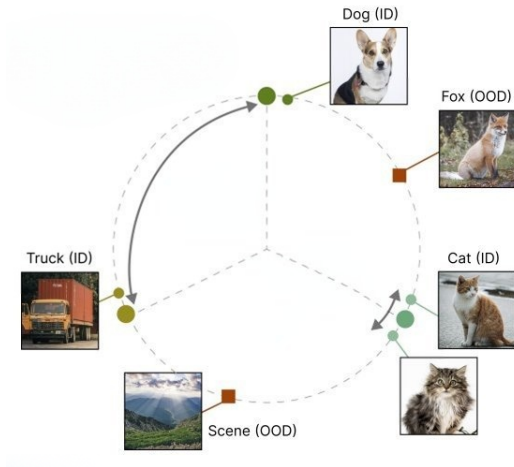 Dog (ID)
Fox (OOD)
Truck (ID)
Cat (ID)
Scene (OOD)